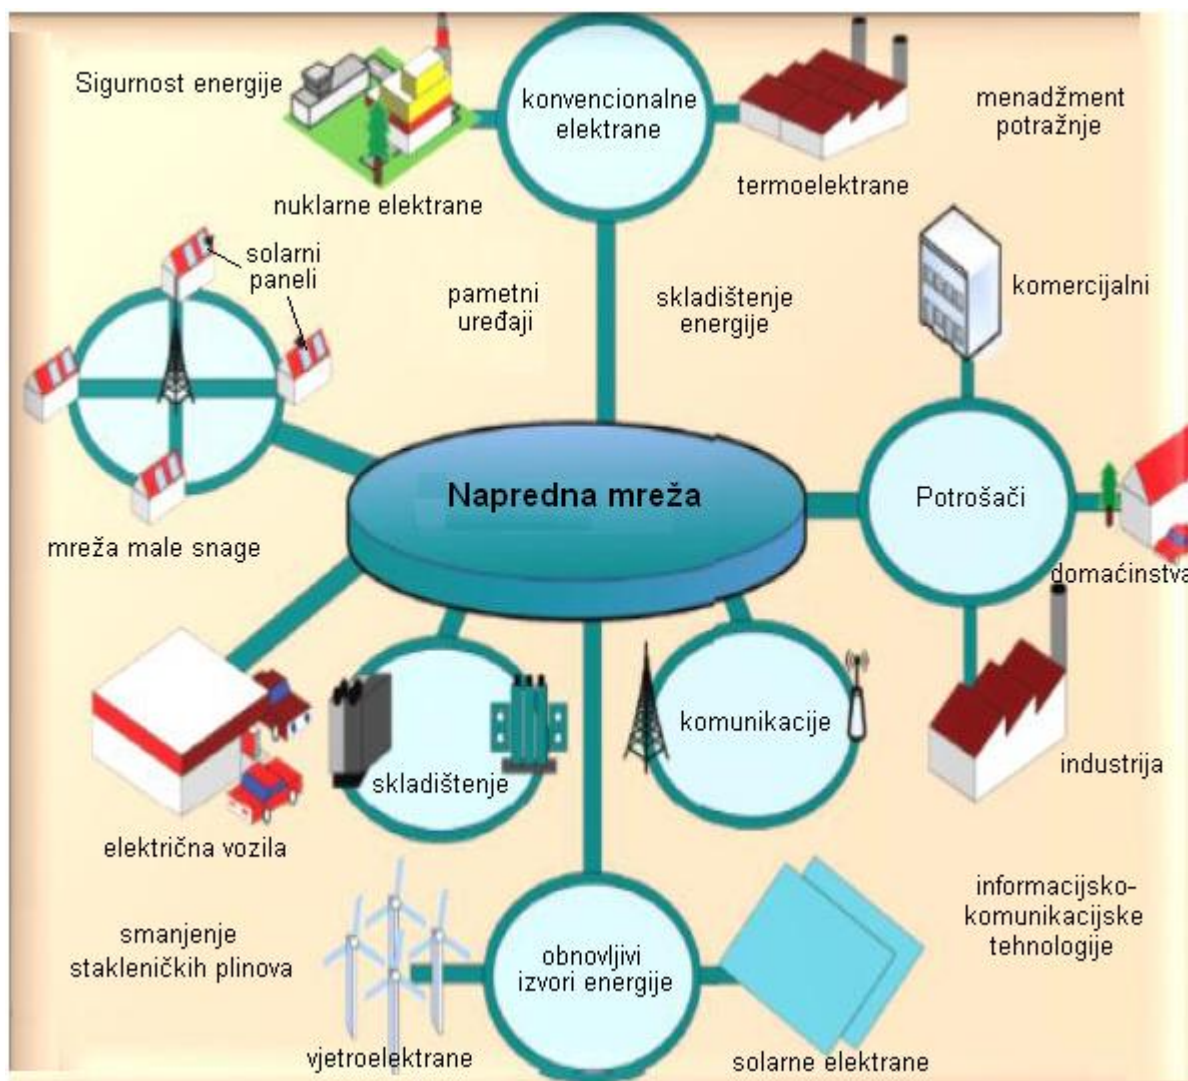 Sigurnost energije
konvencionalne
elektrane
menadžment
potražnje
nuklarne elektrane
termoelektrane
solarni
paneli
pametni
uređaji
skladištenje
energije
komercijalni
Napredna mreža
Potrošači
mreža male snage
domaćinstva
skladištenje
komunikacije
industrija
električna vozila
smanjenje
stakleničkih plinova
obnovljivi
izvori energije
informacijsko-
komunikacijske
tehnologije
vjetroelektrane
solarne elektrane